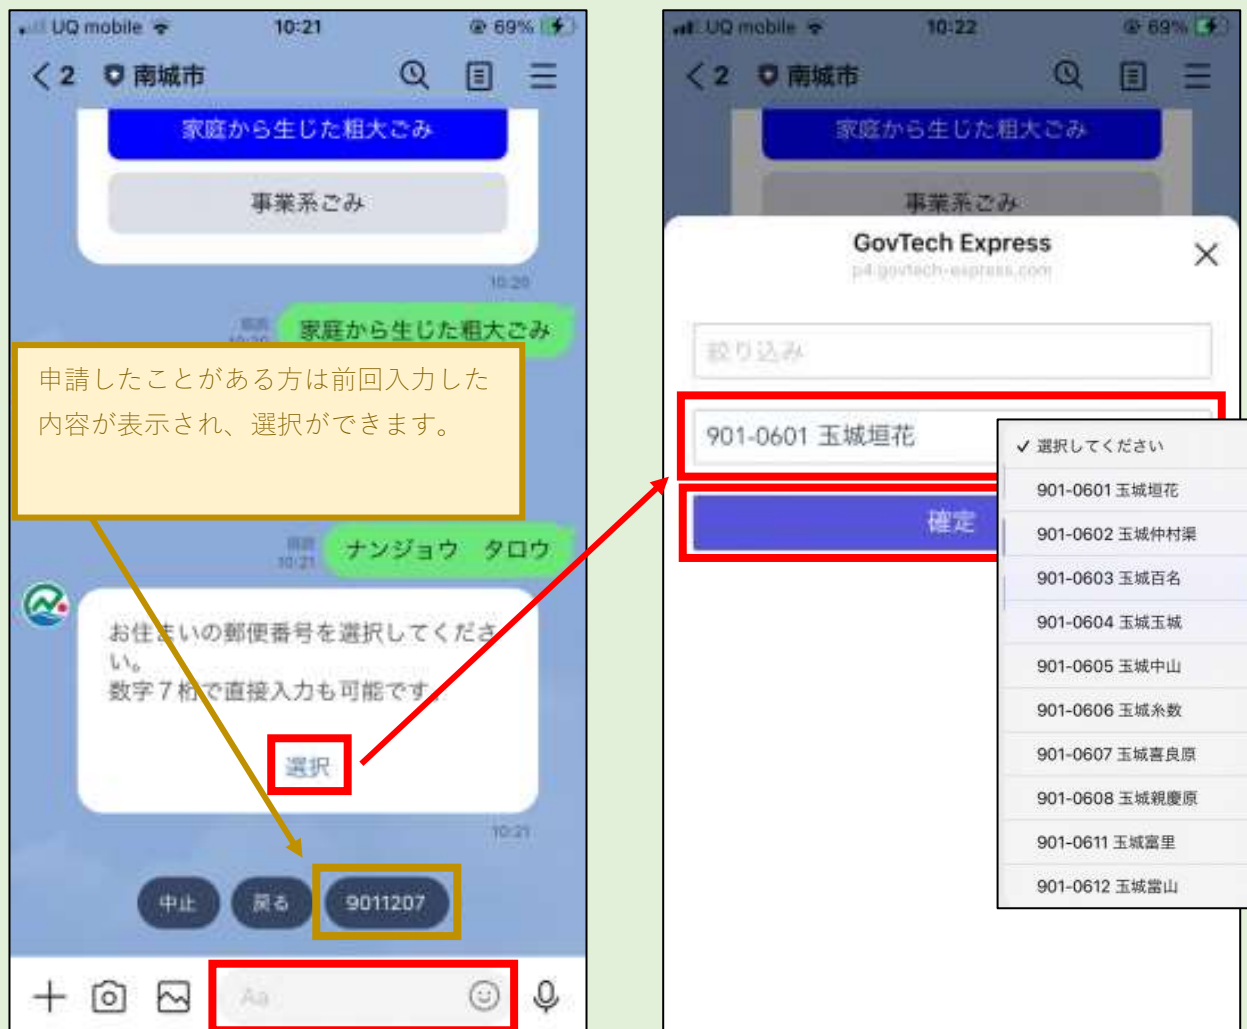 UQ mobile 10:21 69%
2 南城市
家庭から生じた粗大ごみ
事業系ごみ
10:20
家庭から生じた粗大ごみ
申請したことがある方は前回入力した
内容が表示され、選択ができます。
10:21
ナンジョウ タロウ
お住まいの郵便番号を選択してくださ
い。
数字7桁で直接入力も可能です。
選択
10:21
中止 戻る 9011207
Aa
UQ mobile 10:22 69%
2 南城市
家庭から生じた粗大ごみ
事業系ごみ
GovTech Express
p4.govtech-express.com
絞り込み
901-0601 玉城垣花
確定
✓ 選択してください
901-0601 玉城垣花
901-0602 玉城仲村渠
901-0603 玉城百名
901-0604 玉城玉城
901-0605 玉城中山
901-0606 玉城糸数
901-0607 玉城喜良原
901-0608 玉城親慶原
901-0611 玉城富里
901-0612 玉城當山